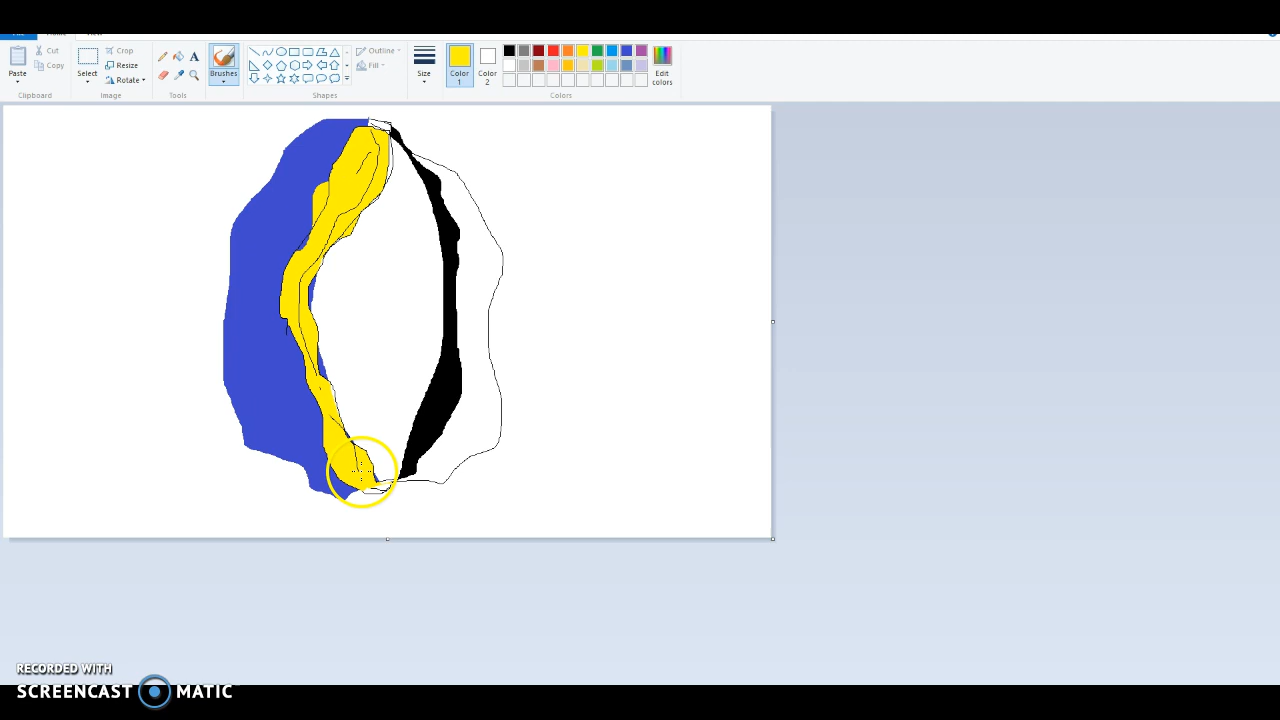 Paste
Cut
Copy
Clipboard
Select
Crop
Resize
Rotate
Image
A
Tools
Brushes
Outline
Fill
Shapes
Size
Color 1
Color 2
Edit colors
Colors
RECORDED WITH
SCREENCAST MATIC